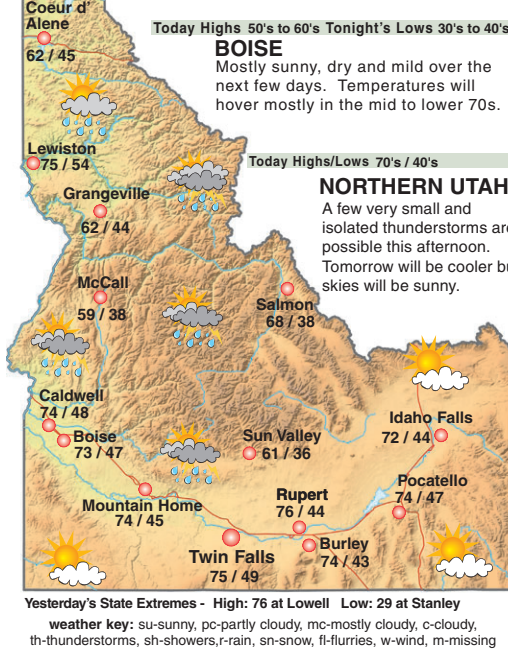 Coeur d'
Alene
62 / 45
Today Highs 50's to 60's Tonight's Lows 30's to 40's
BOISE
Mostly sunny, dry and mild over the
next few days. Temperatures will
hover mostly in the mid to lower 70s.
Lewiston
75 / 54
Today Highs/Lows 70's / 40's
Grangeville
62 / 44
NORTHERN UTAH
A few very small and
isolated thunderstorms are
possible this afternoon.
Tomorrow will be cooler
skies will be sunny.
McCall
59 / 38
Salmon
68 / 38
Caldwell
74 / 48
Boise
73 / 47
Sun Valley
61 / 36
Idaho Falls
72 / 44
Mountain Home
74 / 45
Rupert
76 / 44
Pocatello
74 / 47
Twin Falls
75 / 49
Burley
74 / 43
Yesterday's State Extremes - High: 76 at Lowell Low: 29 at Stanley
weather key: su-sunny, pc-partly cloudy, mc-mostly cloudy, c-cloudy,
th-thunderstorms, sh-showers,r-rain, sn-snow, fl-flurries, w-wind, m-missing